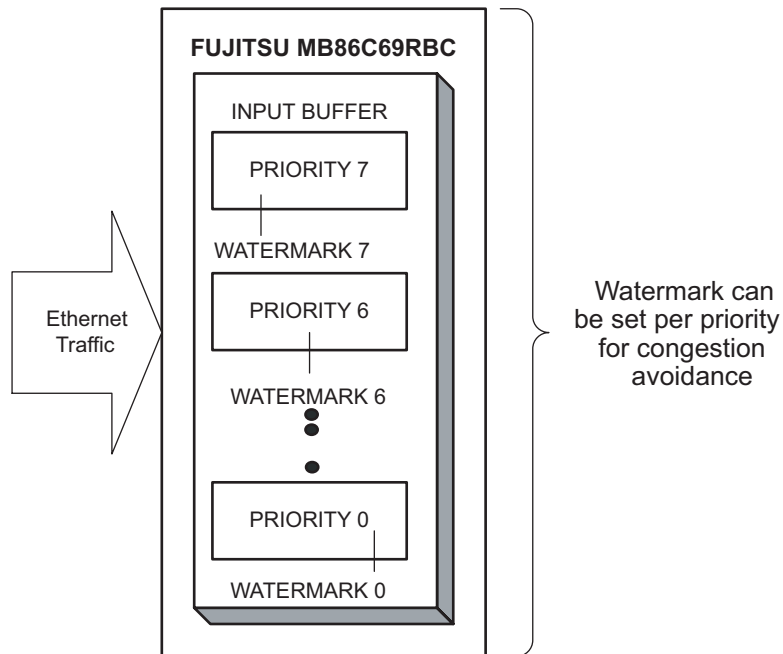 FUJITSU MB86C69RBC
INPUT BUFFER
PRIORITY 7
WATERMARK 7
PRIORITY 6
WATERMARK 6
PRIORITY 0
WATERMARK 0
Ethernet
Traffic
Watermark can
be set per priority
for congestion
avoidance